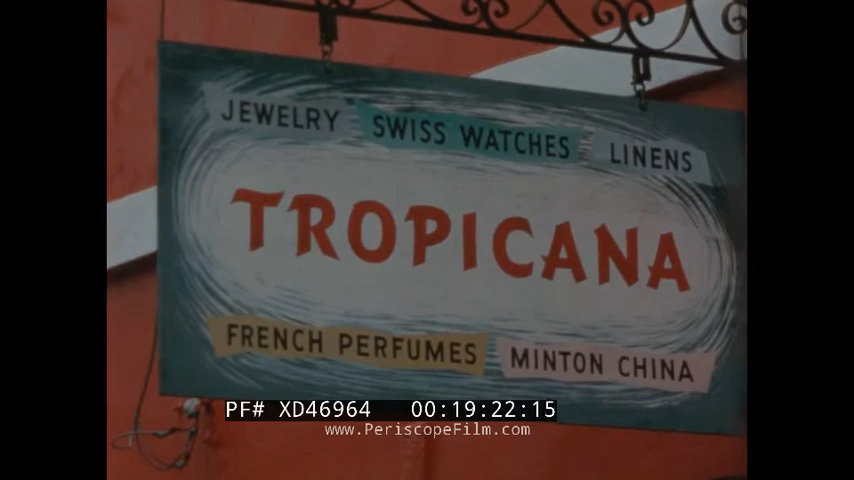 JEWELRY SWISS WATCHES LINENS
TROPICANA
FRENCH PERFUMES MINTON CHINA
PF# XD46964 00:19:22:15
www.PeriscopeFilm.com